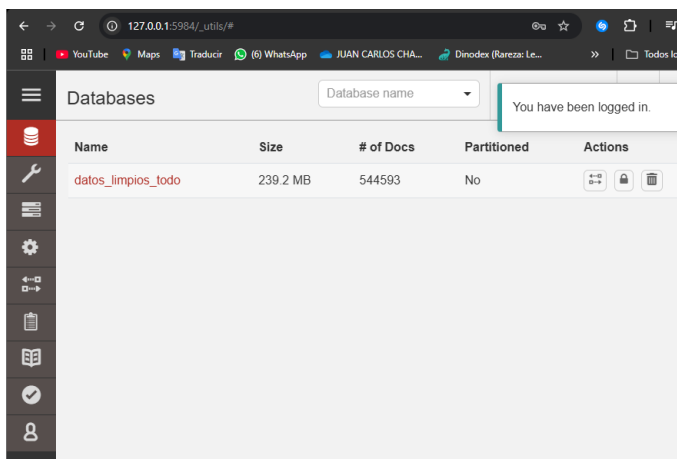 127.0.0.1:5984/_utils/#
YouTube Maps Traducir (6) WhatsApp JUAN CARLOS CHA... Dinodex (Rareza: Le... » Todos lo
Databases
Database name
You have been logged in.
Name Size # of Docs Partitioned Actions
datos_limpios_todo 239.2 MB 544593 No